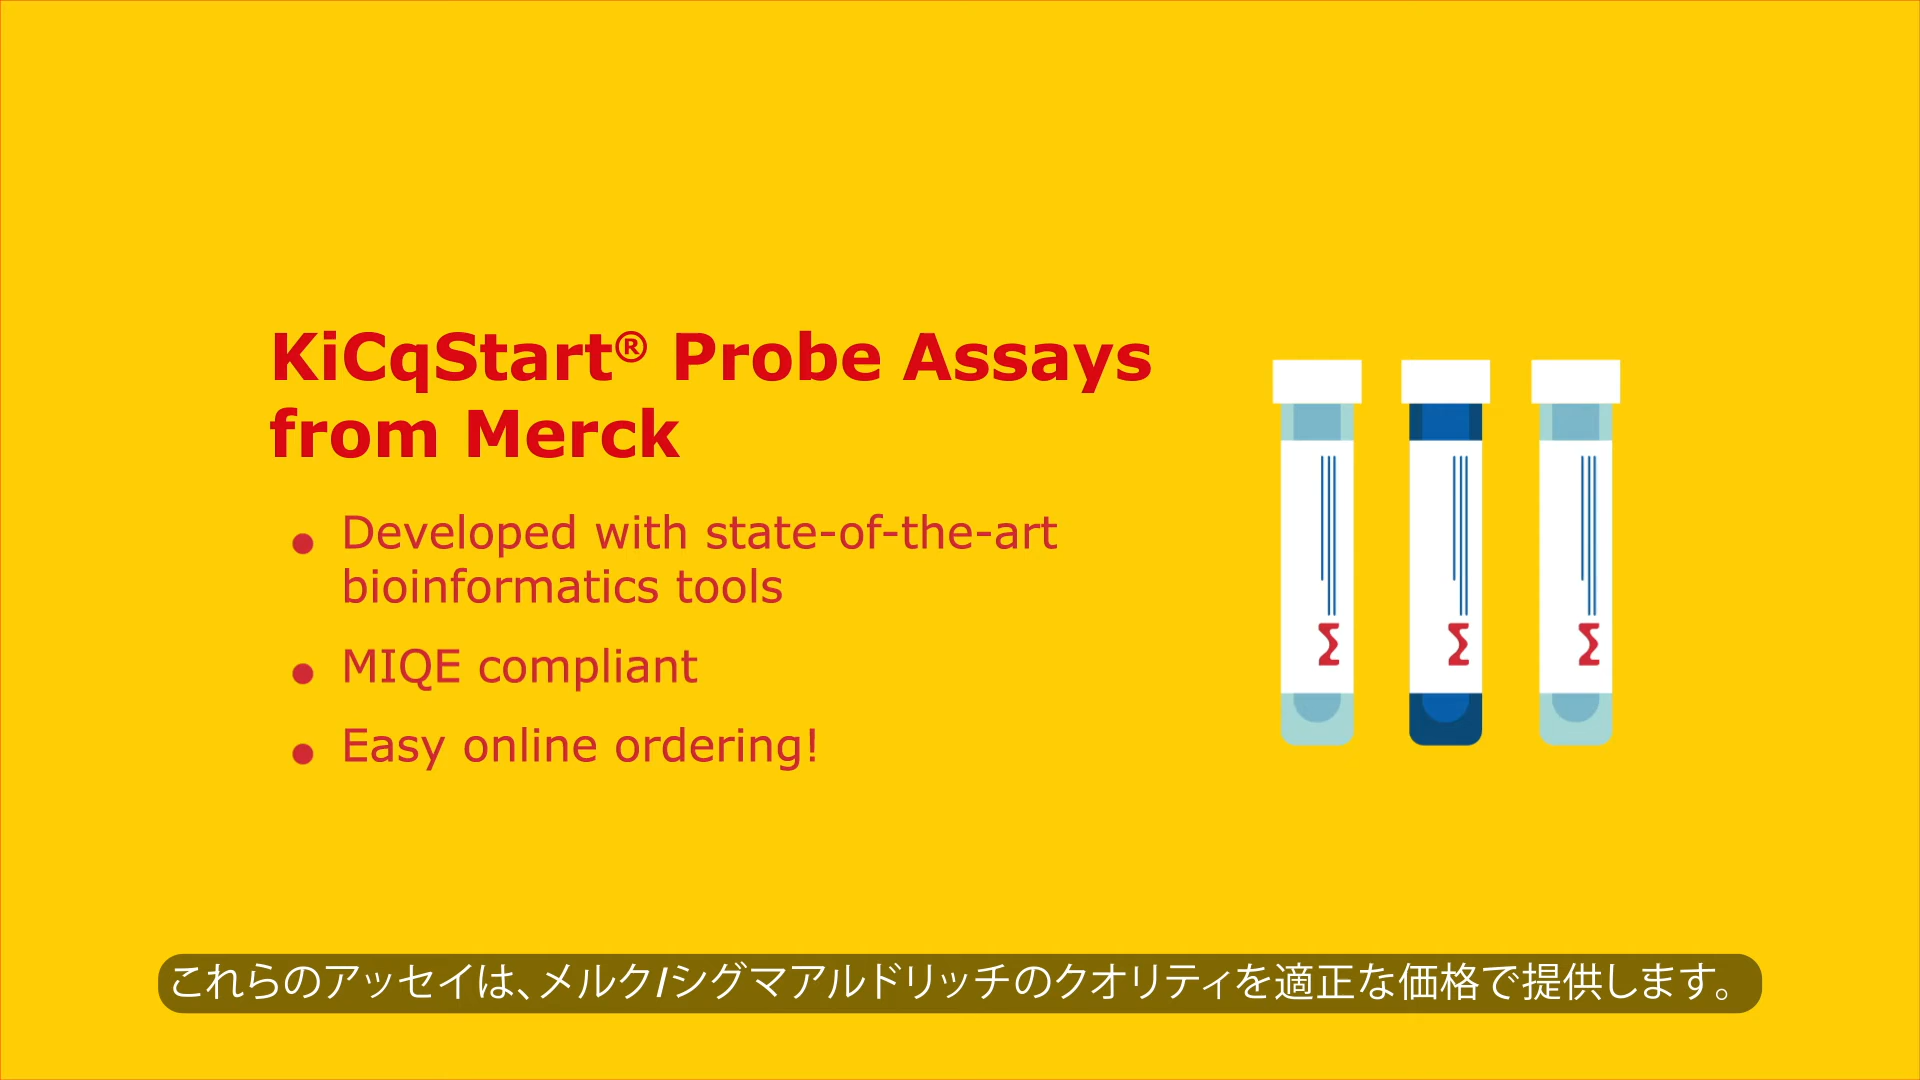 KiCqStart® Probe Assays
from Merck
• Developed with state-of-the-art
bioinformatics tools
• MIQE compliant
• Easy online ordering!
Σ Σ Σ
これらのアッセイは、メルク/シグマアルドリッチのクオリティを適正な価格で提供します。